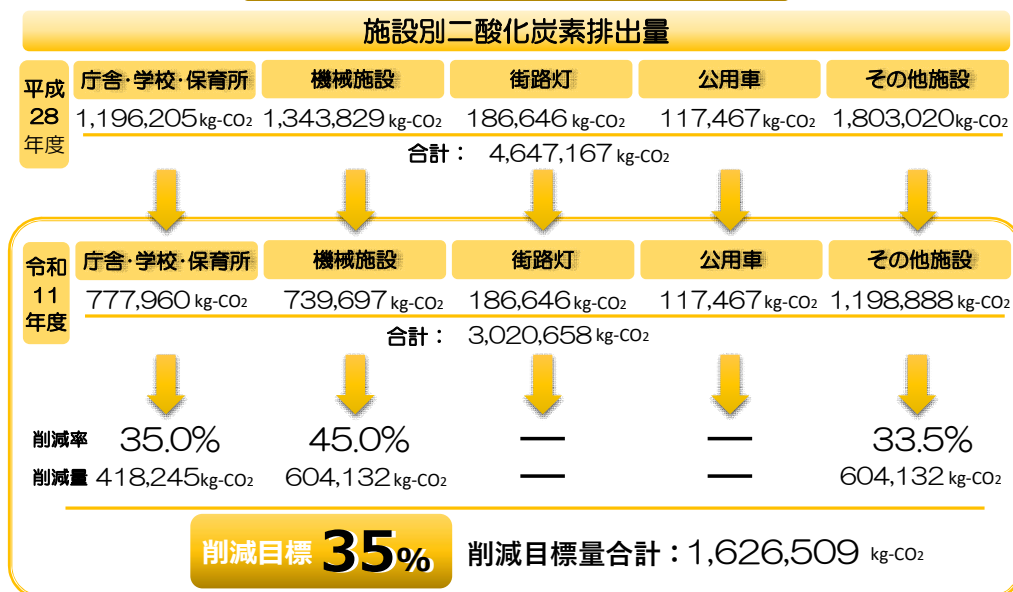 施設別二酸化炭素排出量
平成
28
年度
庁舎・学校・保育所 機械施設 街路灯 公用車 その他施設
1,196,205kg-CO2 1,343,829kg-CO2 186,646kg-CO2 117,467kg-CO2 1,803,020kg-CO2
合計： 4,647,167kg-CO2
令和
11
年度
庁舎・学校・保育所 機械施設 街路灯 公用車 その他施設
777,960kg-CO2 739,697kg-CO2 186,646kg-CO2 117,467kg-CO2 1,198,888kg-CO2
合計： 3,020,658kg-CO2
削減率 35.0% 45.0% — — 33.5%
削減量 418,245kg-CO2 604,132kg-CO2 — — 604,132kg-CO2
削減目標 35% 削減目標量合計：1,626,509 kg-CO2